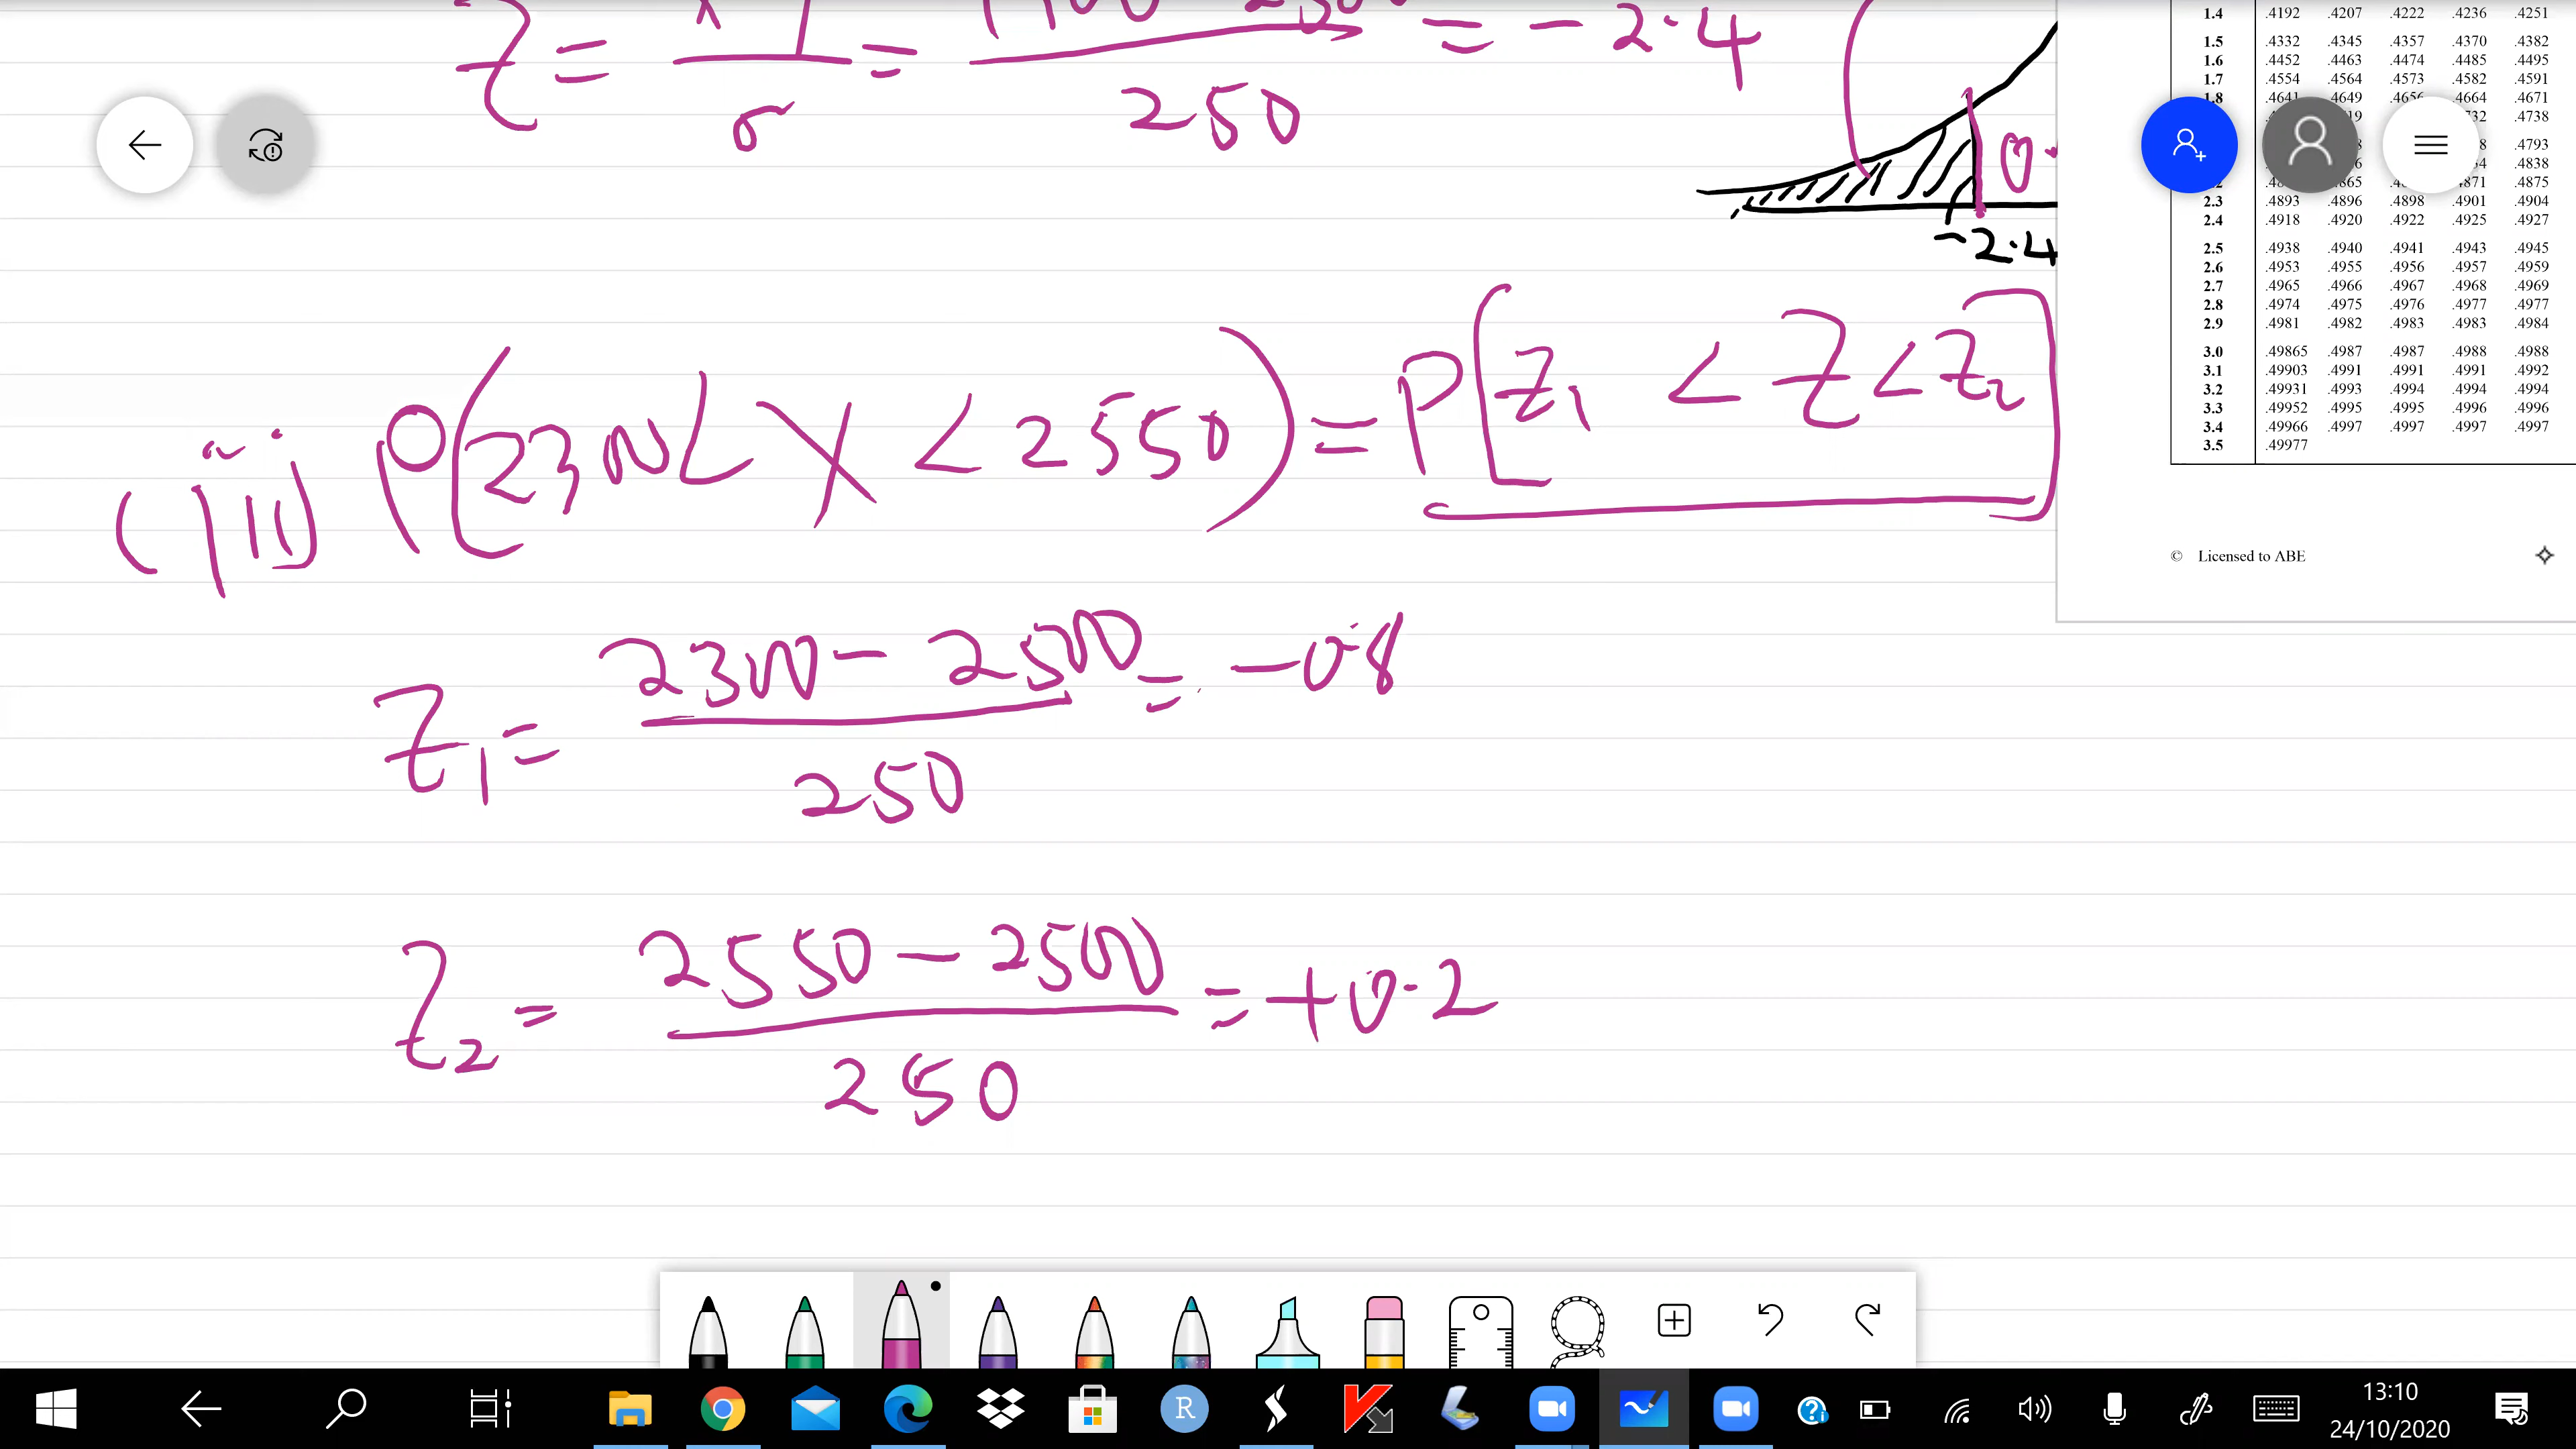 Z = = = -2.4
σ 250
-2.4
(iii) P(2300 < X < 2550) = P[Z₁ < Z < Z₂]
Z₁ = 2300 - 2500 = -0.8
250
Z₂ = 2550 - 2500 = +0.2
250
1.4 .4192 .4207 .4222 .4236 .4251
1.5 .4332 .4345 .4357 .4370 .4382
1.6 .4452 .4463 .4474 .4485 .4495
1.7 .4554 .4564 .4573 .4582 .4591
1.8 .4641 .4649 .4656 .4664 .4671
.4738
.4793
.4838
.4875
2.3 .4893 .4896 .4898 .4901 .4904
2.4 .4918 .4920 .4922 .4925 .4927
2.5 .4938 .4940 .4941 .4943 .4945
2.6 .4953 .4955 .4956 .4957 .4959
2.7 .4965 .4966 .4967 .4968 .4969
2.8 .4974 .4975 .4976 .4977 .4977
2.9 .4981 .4982 .4983 .4983 .4984
3.0 .49865 .4987 .4987 .4988 .4988
3.1 .49903 .4991 .4991 .4991 .4992
3.2 .49931 .4993 .4994 .4994 .4994
3.3 .49952 .4995 .4995 .4996 .4996
3.4 .49966 .4997 .4997 .4997 .4997
3.5 .49977
© Licensed to ABE
13:10
24/10/2020